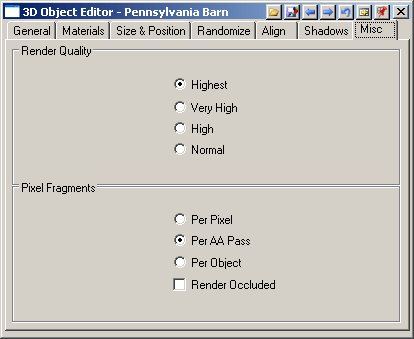 3D Object Editor - Pennsylvania Barn
General Materials Size & Position Randomize Align Shadows Misc
Render Quality
Highest
Very High
High
Normal
Pixel Fragments
Per Pixel
Per AA Pass
Per Object
Render Occluded